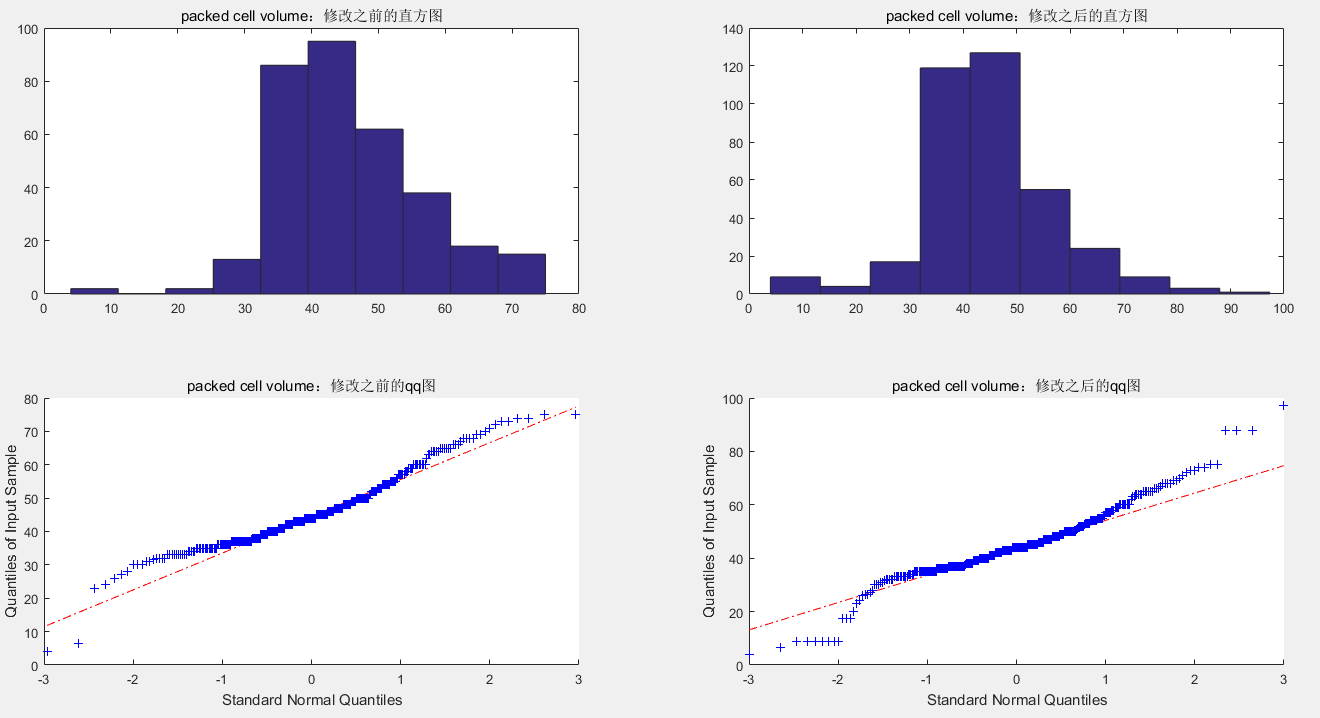 packed cell volume：修改之前的直方图
100
80
60
40
20
0
0 10 20 30 40 50 60 70 80
packed cell volume：修改之后的直方图
140
120
100
80
60
40
20
0
0 10 20 30 40 50 60 70 80 90 100
packed cell volume：修改之前的qq图
Quantiles of Input Sample
80
70
60
50
40
30
20
10
0
-3 -2 -1 0 1 2 3
Standard Normal Quantiles
packed cell volume：修改之后的qq图
Quantiles of Input Sample
100
80
60
40
20
0
-3 -2 -1 0 1 2 3
Standard Normal Quantiles